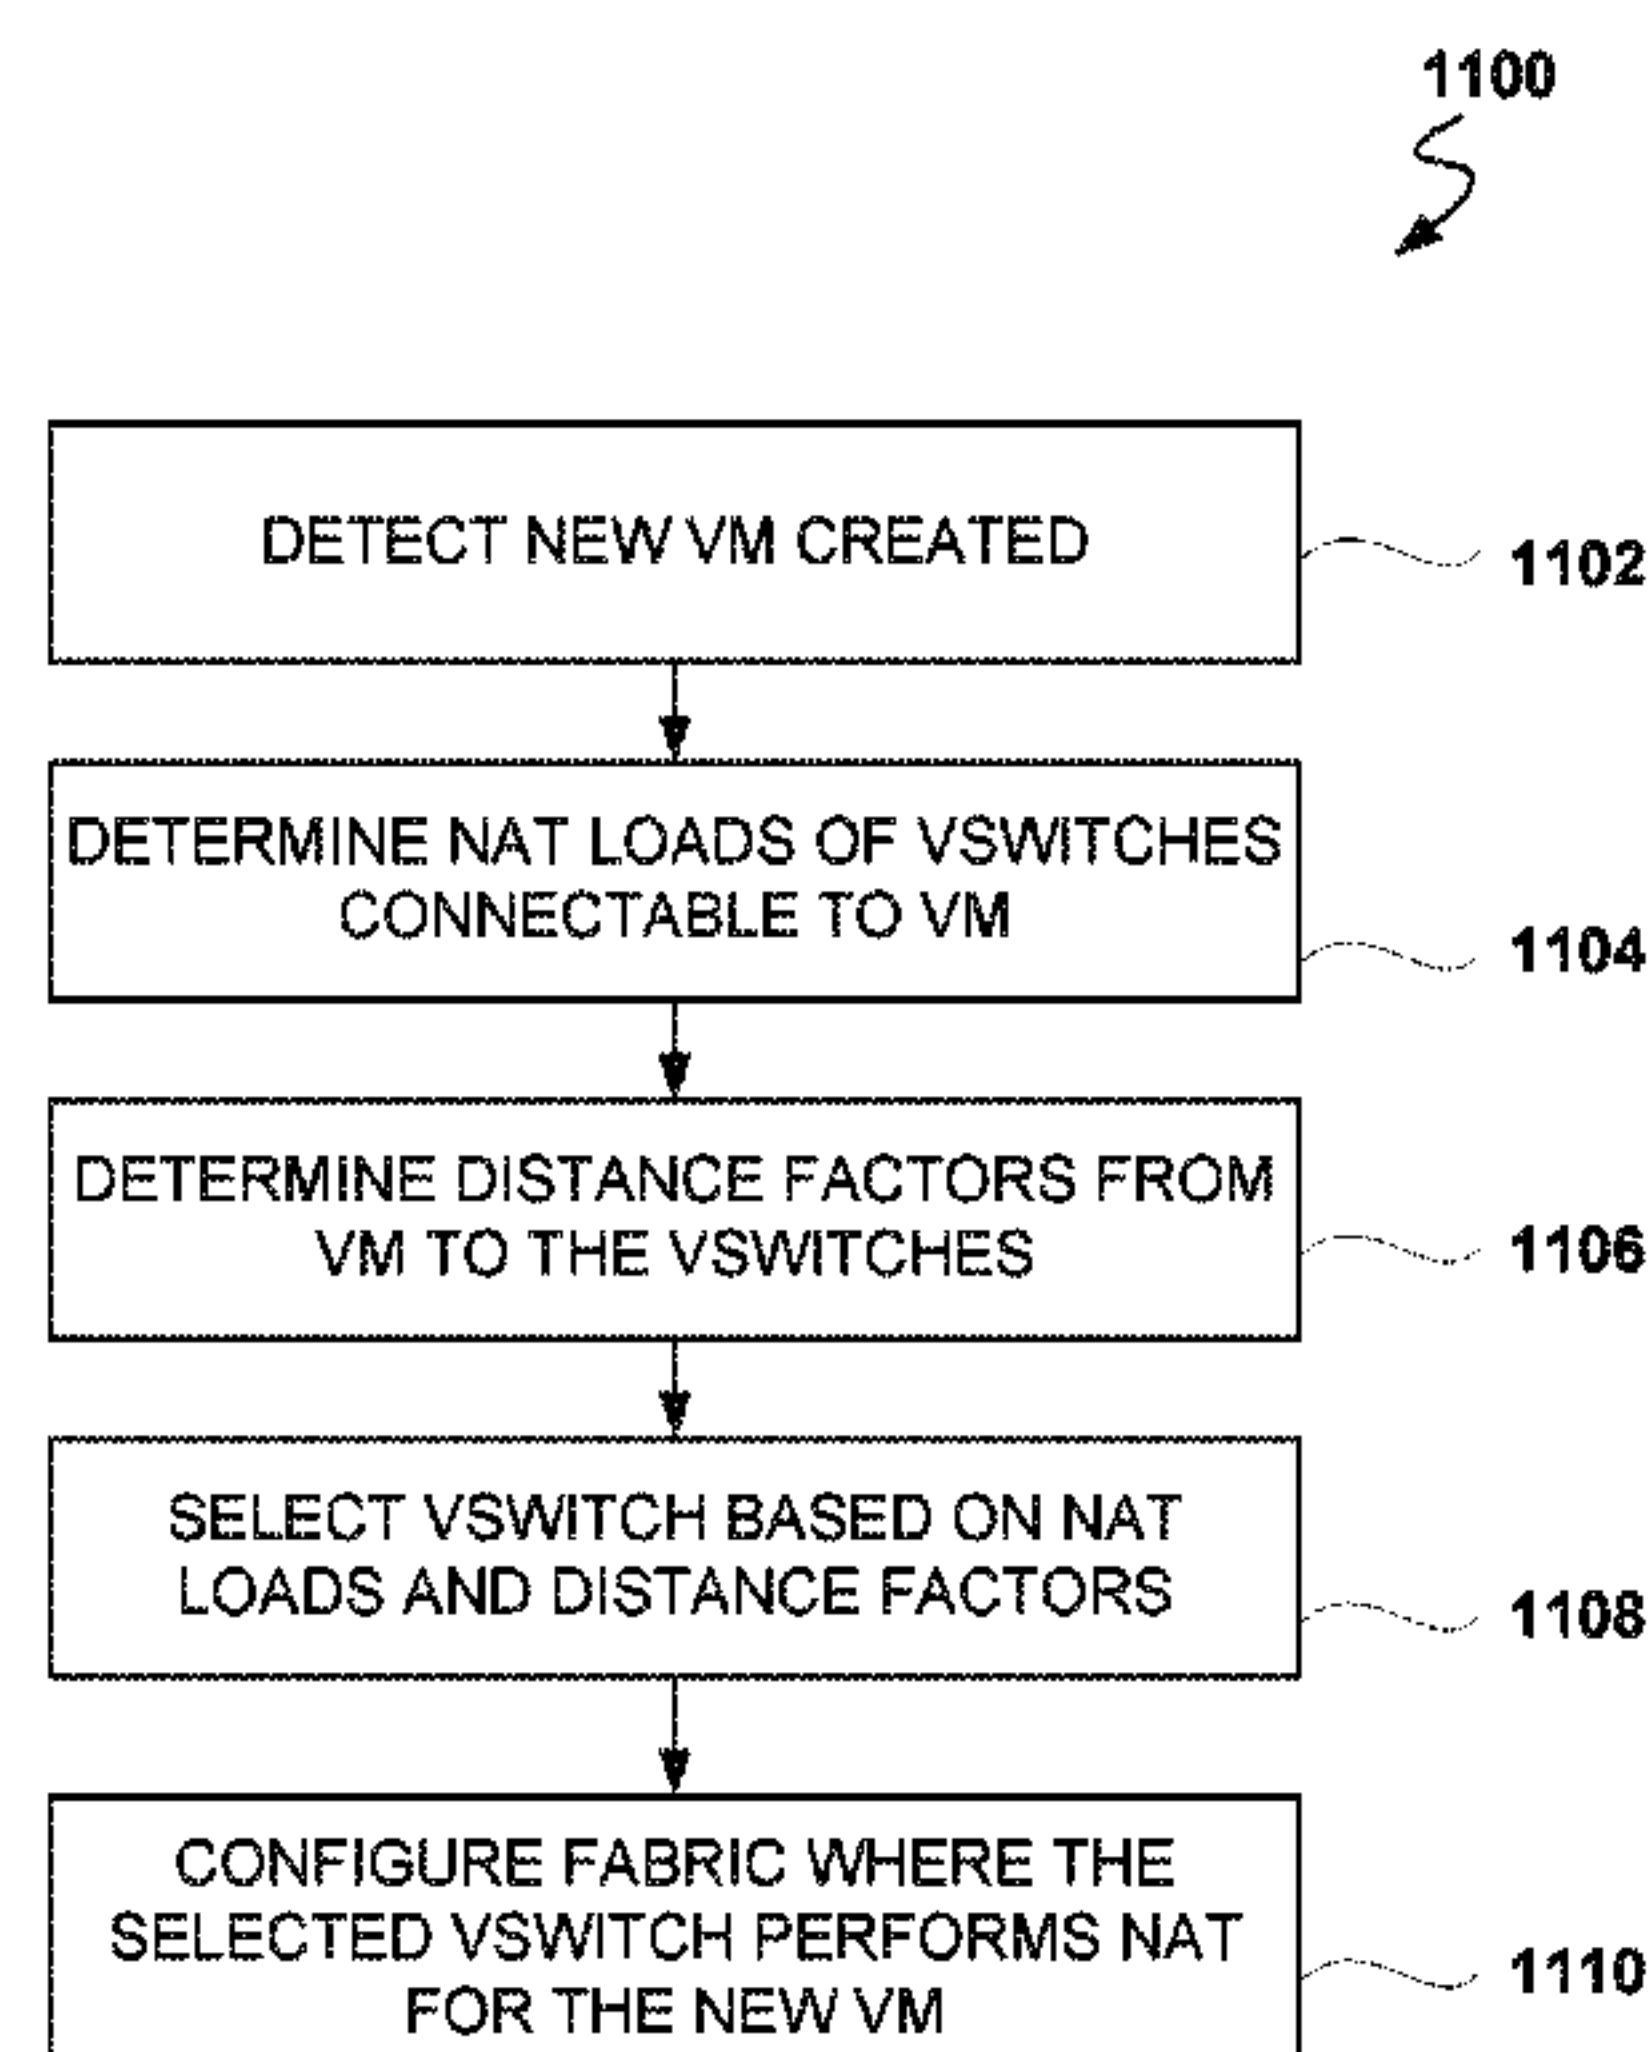 1100
DETECT NEW VM CREATED
1102
DETERMINE NAT LOADS OF VSWITCHES
CONNECTABLE TO VM
1104
DETERMINE DISTANCE FACTORS FROM
VM TO THE VSWITCHES
1106
SELECT VSWITCH BASED ON NAT
LOADS AND DISTANCE FACTORS
1108
CONFIGURE FABRIC WHERE THE
SELECTED VSWITCH PERFORMS NAT
FOR THE NEW VM
1110